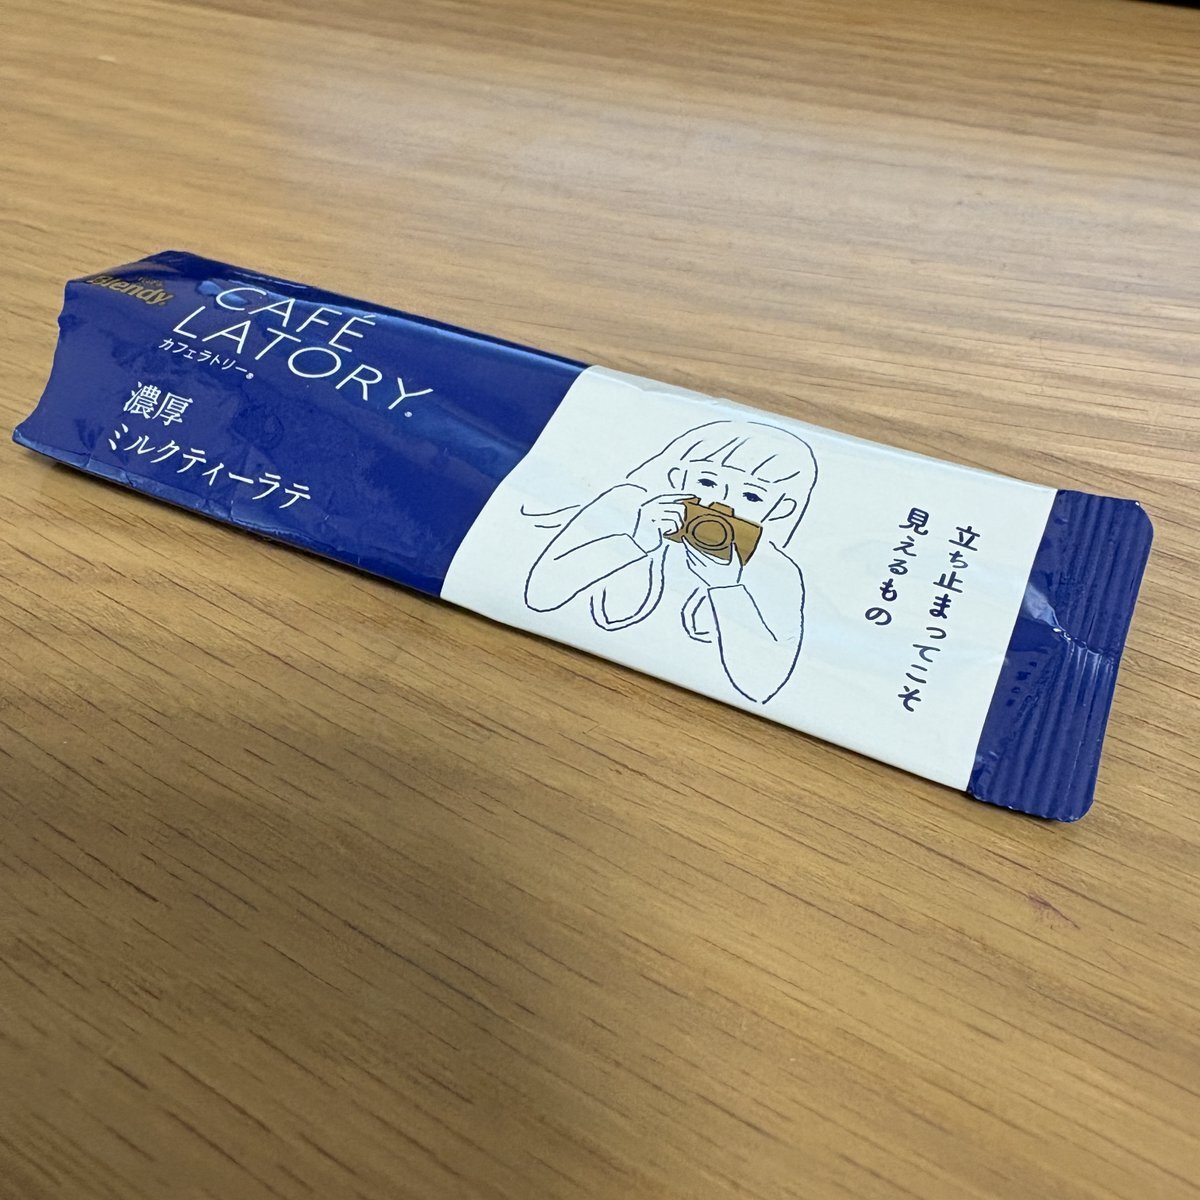 Blendy®
CAFÉ
LATORY®
カフェラトリー®
濃厚
ミルクティーラテ
立ち止まってこそ
見えるもの